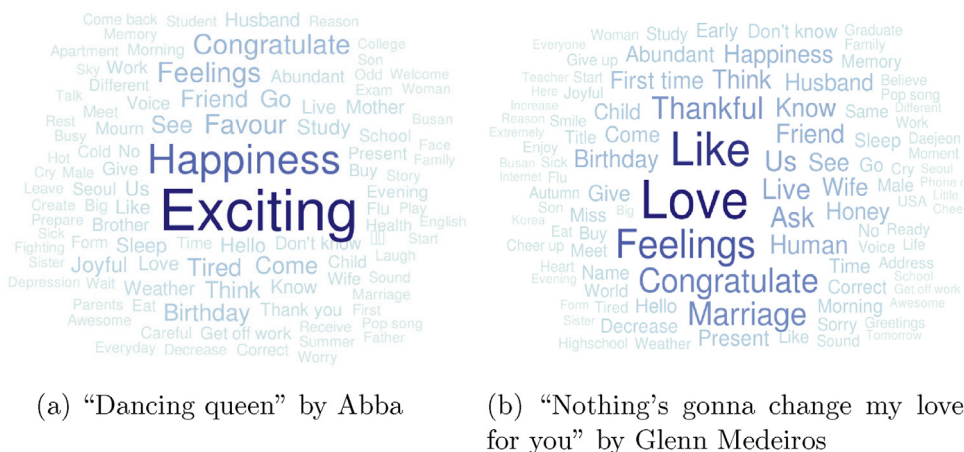 Come back Student Husband Reason
Memory
Apartment Morning Congratulate College
Son
Sky Work Feelings Abundant Odd Welcome
Different Exam Woman
Talk Voice Friend Go Live Mother
Meet
Rest Mourn See Favour Study Busan
Busy School
Hot Cold No Happiness Present Face
Cry Male Give Buy Story Family
Leave Seoul Us Exciting Evening
Create Big Like Flu Play
Prepare Brother Health English
Sick
Fighting Form Sleep Time Hello Don't know Start
Sister Joyful Love Tired Come Child Laugh
Depression Wait Weather Think Know Wife Sound
Marriage
Parents Eat Birthday Thank you First
Awesome Pop song
Careful Get off work Receive Father
Summer
Everyday Decrease Correct Worry
(a) "Dancing queen" by Abba
Woman Study Early Don't know Graduate
Everyone Family
Give up Abundant Happiness Memory
Teacher Start First time Think Husband Believe
Here Joyful Pop song
Increase Child Thankful Know Same Different
Reason Smile Work
Extremely Title Come Like Friend Sleep Daejeon
Enjoy Moment
Busan Sick Birthday Us See Go Cry Seoul
Internet Flu Phone
Autumn Give Love Live Wife Male USA Little
Son Miss Big Ask Honey Chee
Korea No Ready
Eat Buy Feelings Human Voice Life
Cheer up Meet
Heart Name Congratulate Time Address
Evening School
World Correct Get off work
Form Tired Hello Marriage Morning Awesome
Sister Decrease Sorry Greetings
Highschool Weather Present Like Sound Tomorrow
(b) "Nothing's gonna change my love
for you" by Glenn Medeiros